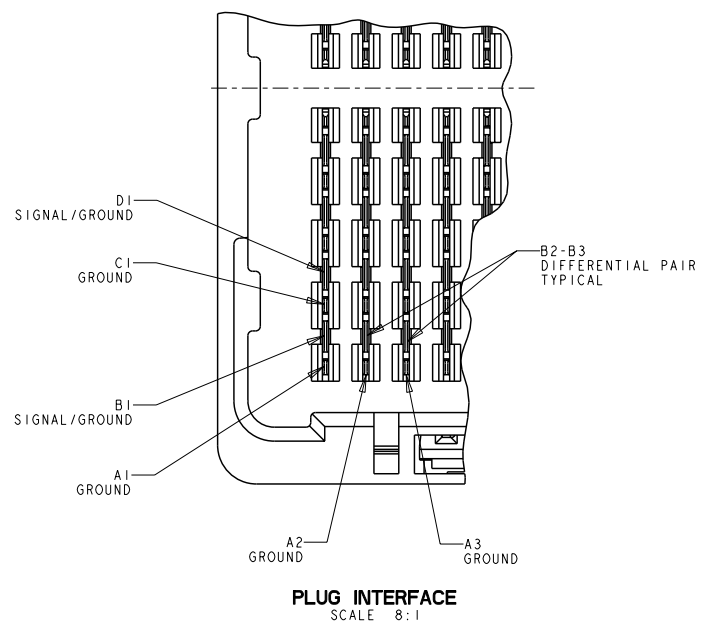 D1
SIGNAL/GROUND
C1
GROUND
B2-B3
DIFFERENTIAL PAIR
TYPICAL
B1
SIGNAL/GROUND
A1
GROUND
A2
GROUND
A3
GROUND
PLUG INTERFACE
SCALE 8:1